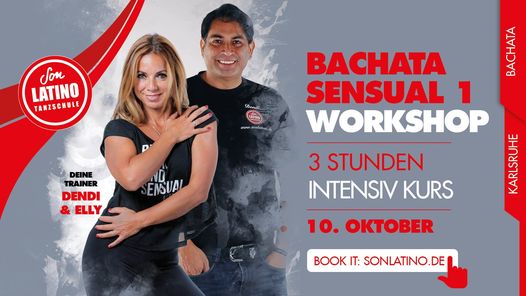 Son
LATINO
TANZSCHULE
DEINE
TRAINER
DENDI
& ELLY
BACHATA
SENSUAL 1
WORKSHOP
3 STUNDEN
INTENSIV KURS
10. OKTOBER
BOOK IT: SONLATINO.DE
KARLSRUHE
BACHATA
SENSUAL